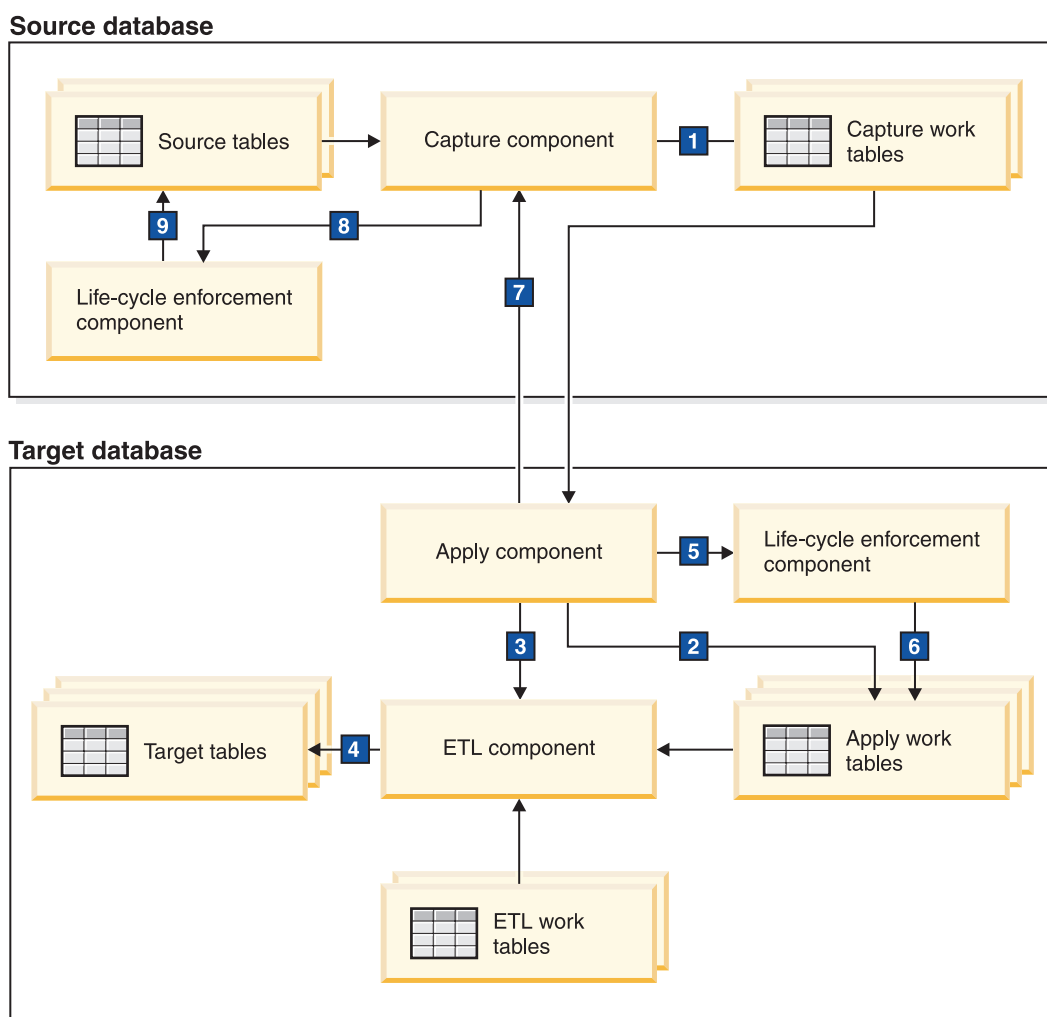 Source database
Source tables
Capture component
1
Capture work
tables
9
8
7
Life-cycle enforcement
component
Target database
Apply component
5
Life-cycle enforcement
component
3
2
6
Target tables
4
ETL component
Apply work
tables
ETL work
tables